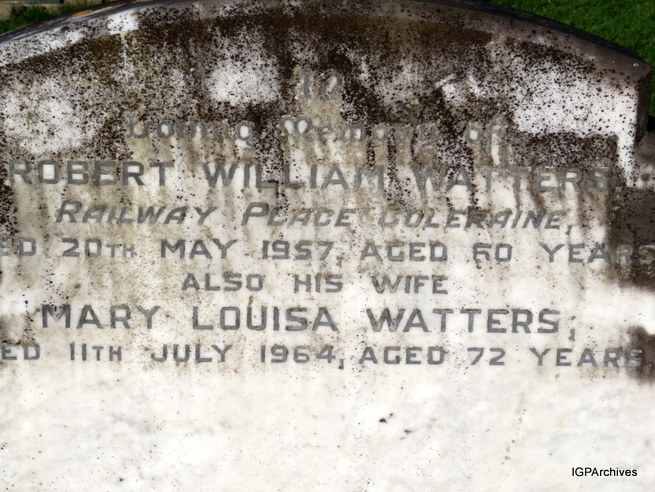 In
Loving Memory of
ROBERT WILLIAM WATTERS,
RAILWAY PLACE COLERAINE,
ED 20TH MAY 1957, AGED 60 YEARS
ALSO HIS WIFE
MARY LOUISA WATTERS,
ED 11TH JULY 1964, AGED 72 YEARS
IGPArchives